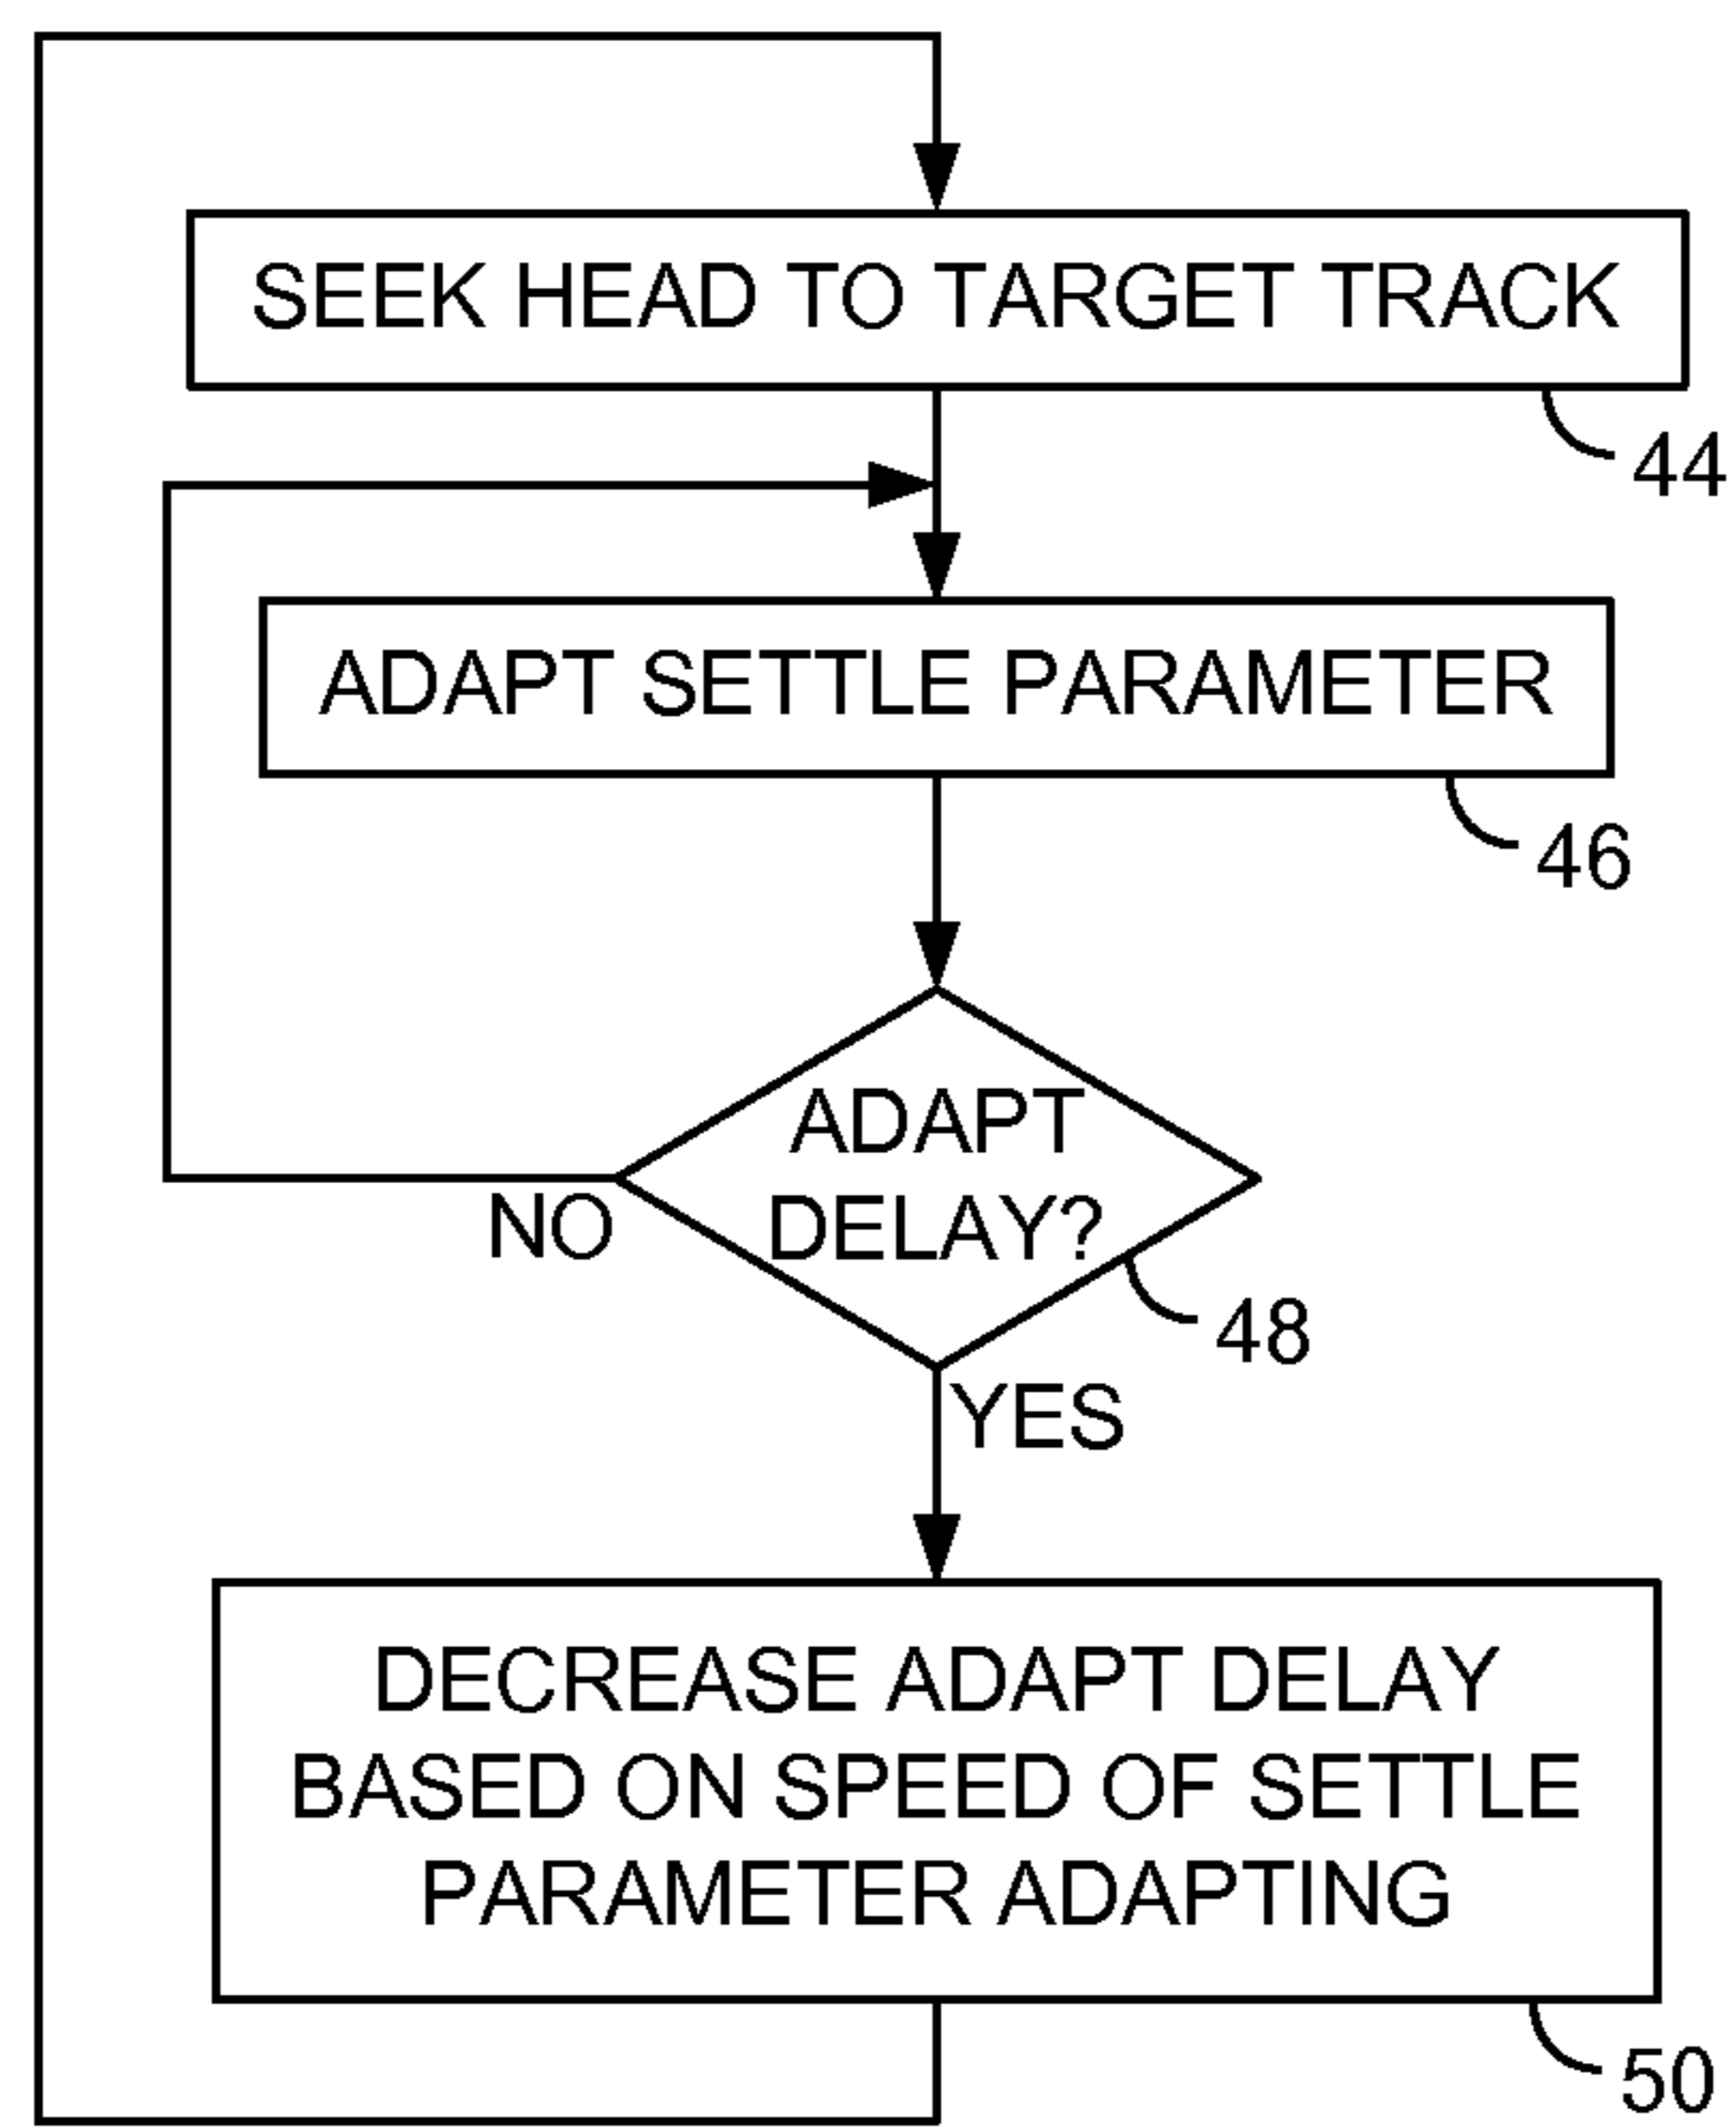 SEEK HEAD TO TARGET TRACK
44
ADAPT SETTLE PARAMETER
46
ADAPT
DELAY?
NO
48
YES
DECREASE ADAPT DELAY
BASED ON SPEED OF SETTLE
PARAMETER ADAPTING
50